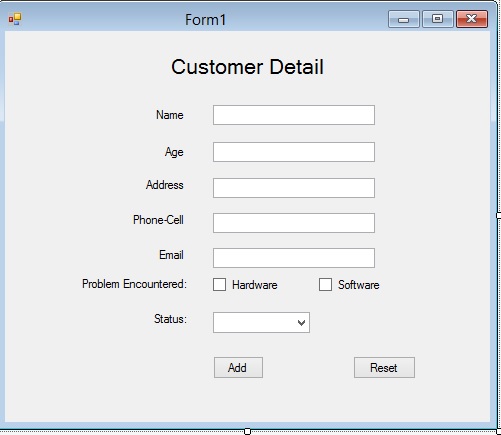 Form1
Customer Detail
Name
Age
Address
Phone-Cell
Email
Problem Encountered: Hardware Software
Status:
Add Reset